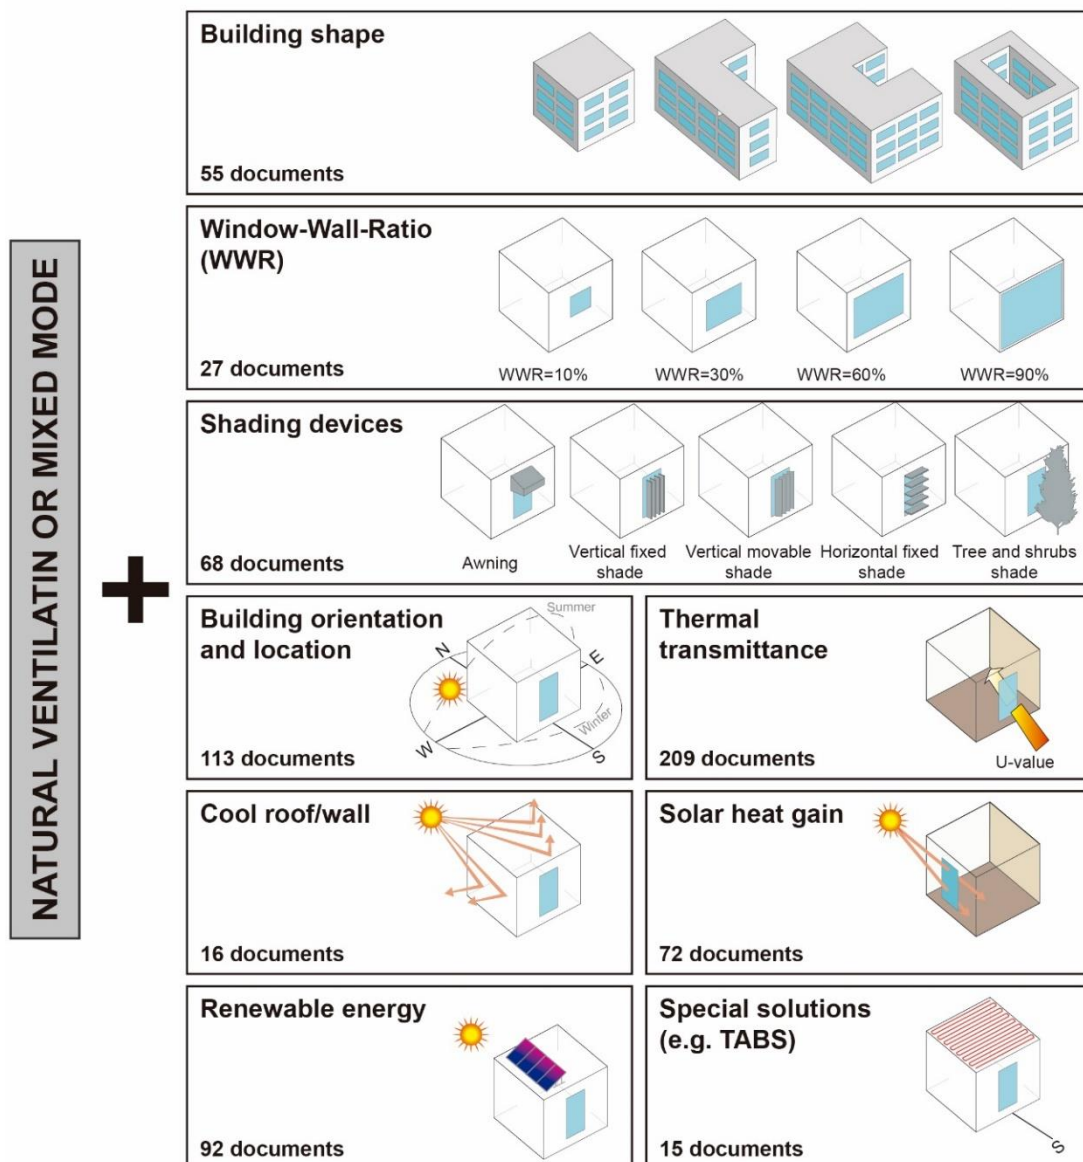 NATURAL VENTILATIN OR MIXED MODE
+
Building shape
55 documents
Window-Wall-Ratio
(WWR)
27 documents
WWR=10%
WWR=30%
WWR=60%
WWR=90%
Shading devices
68 documents
Awning
Vertical fixed
shade
Vertical movable
shade
Horizontal fixed
shade
Tree and shrubs
shade
Building orientation
and location
113 documents
Summer
N
E
Winter
W
S
Thermal
transmittance
209 documents
U-value
Cool roof/wall
16 documents
Solar heat gain
72 documents
Renewable energy
92 documents
Special solutions
(e.g. TABS)
15 documents
S